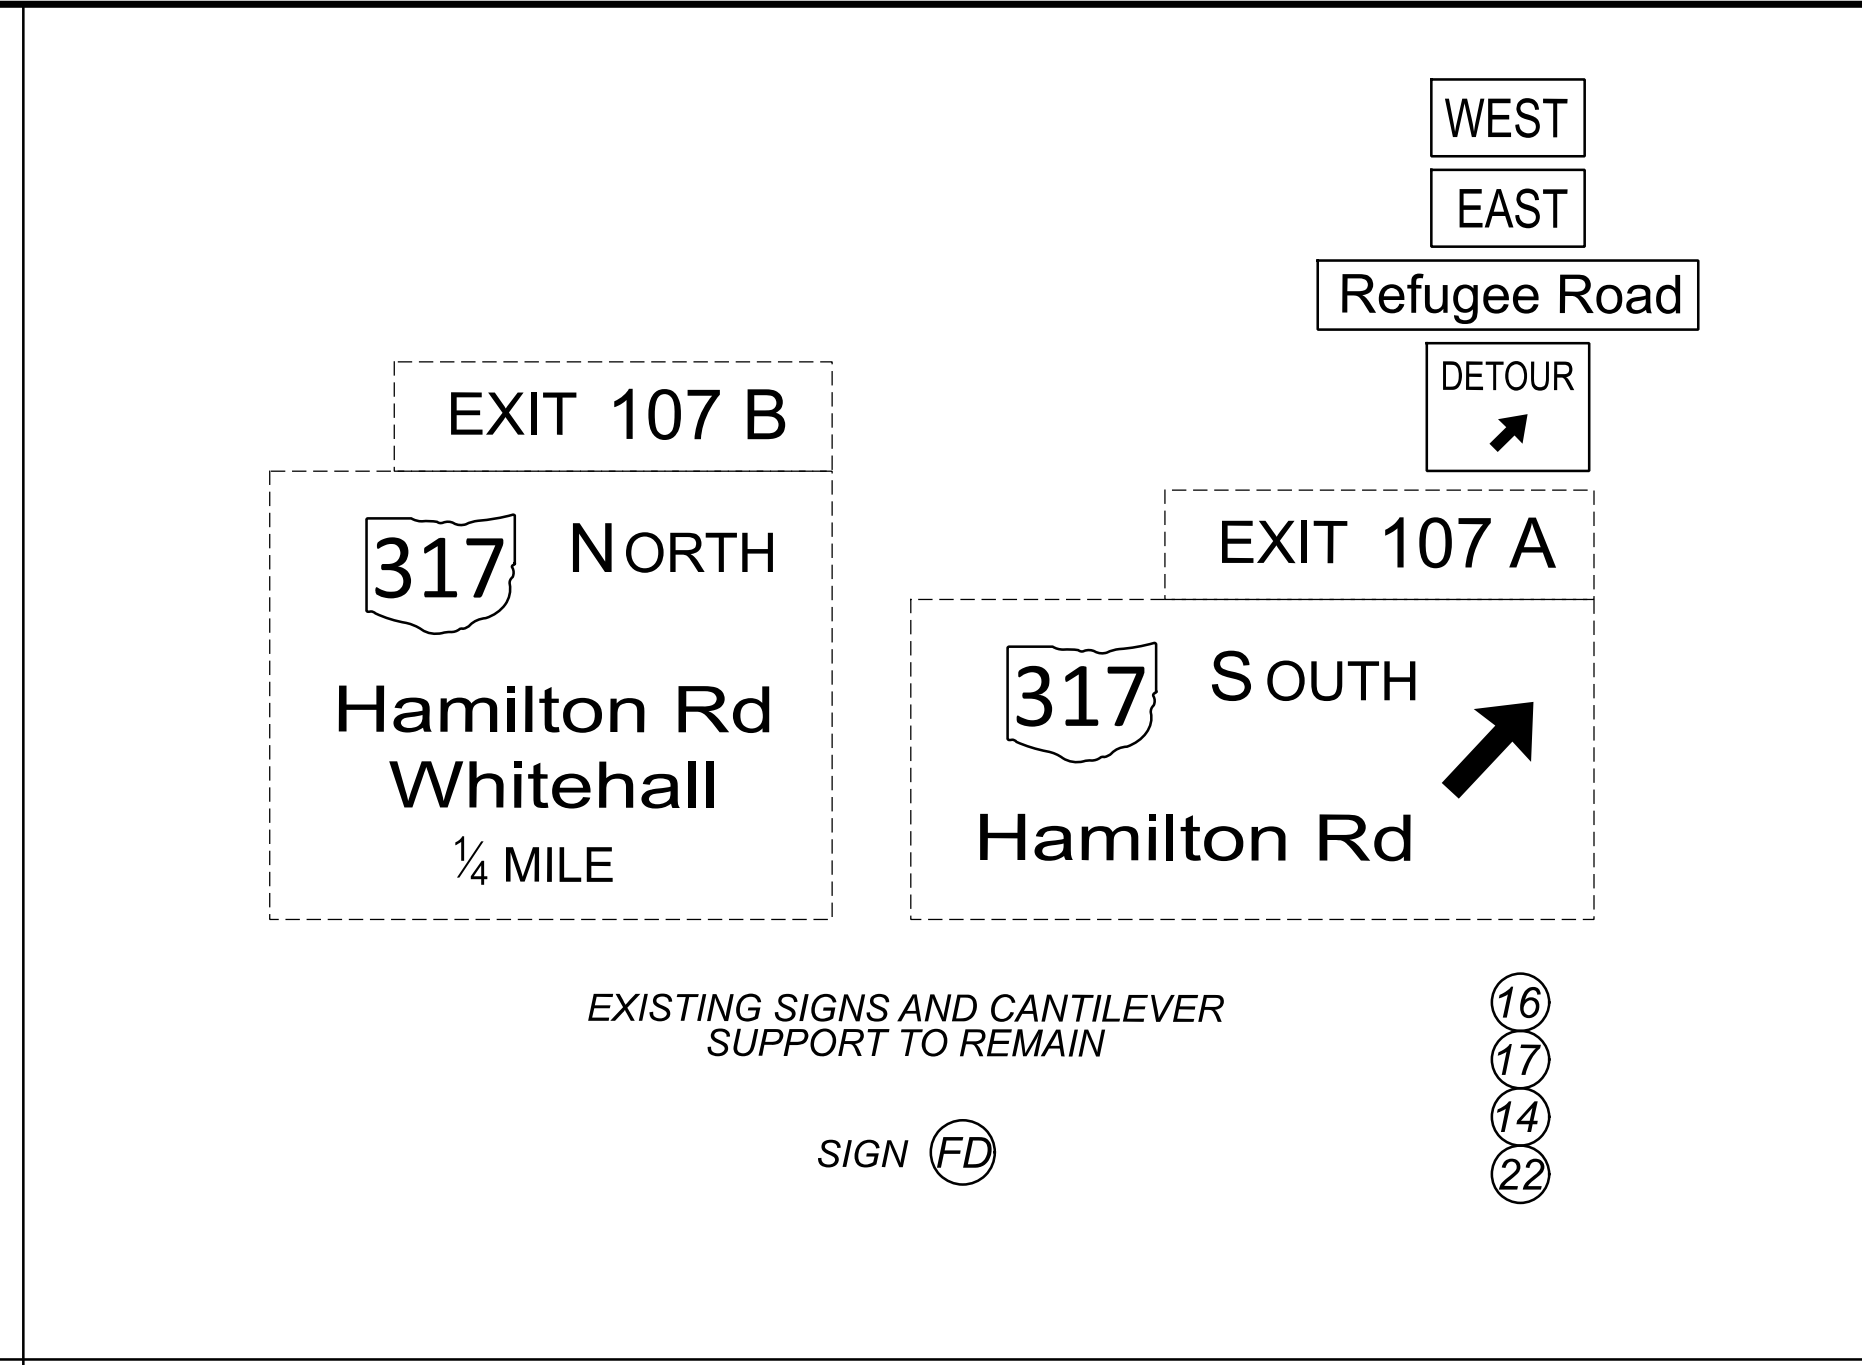 WEST
EAST
Refugee Road
DETOUR
EXIT 107 B
317 NORTH
Hamilton Rd
Whitehall
¼ MILE
EXIT 107 A
317 SOUTH
Hamilton Rd
EXISTING SIGNS AND CANTILEVER
SUPPORT TO REMAIN
SIGN FD
16
17
14
22